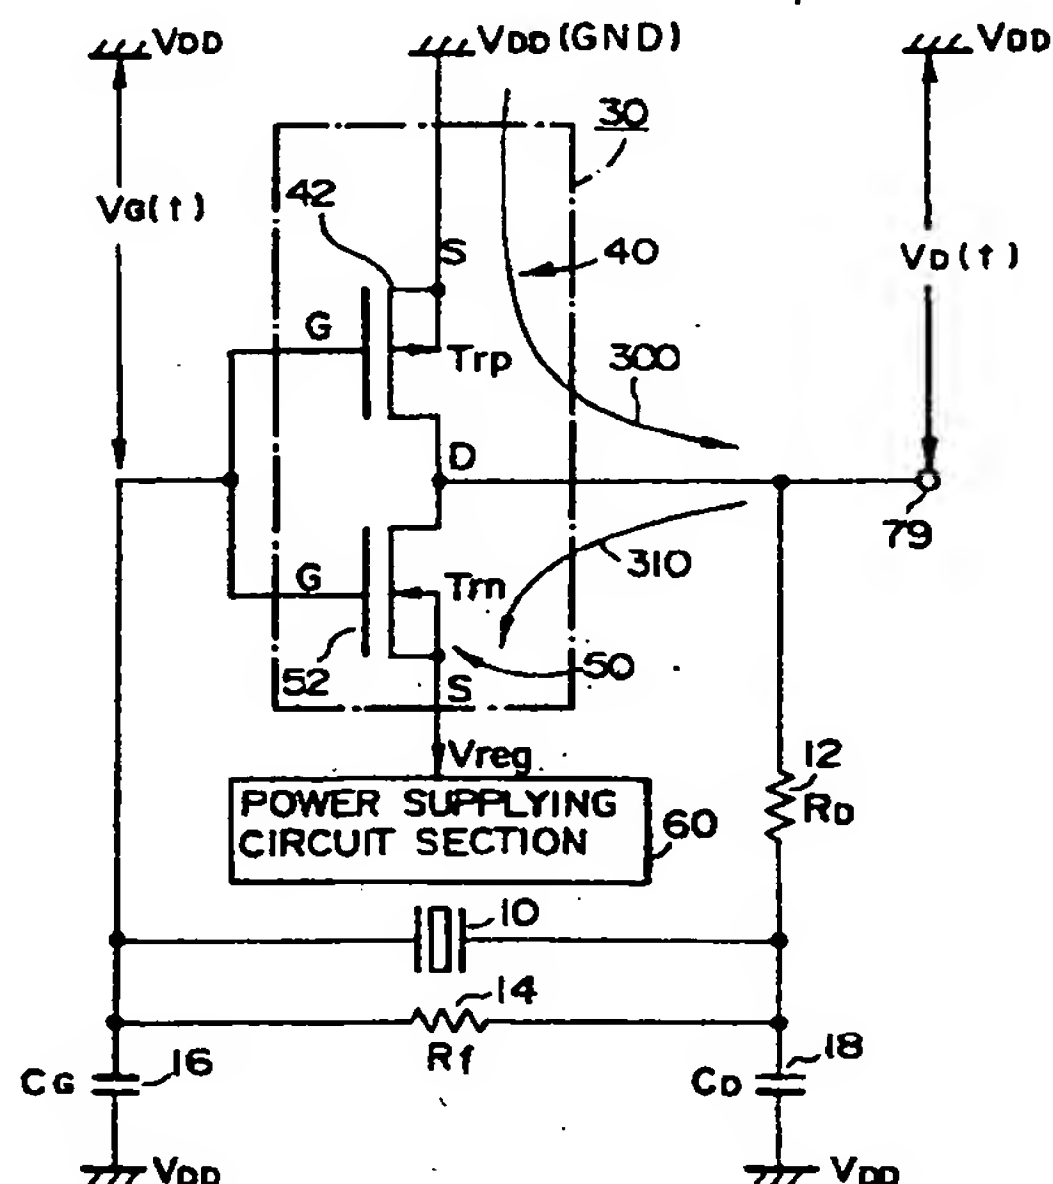 VDD
VDD (GND)
VDD
30
42
VG(t)
S
40
VD(t)
G
Trp
300
D
79
310
G
Trn
52
50
S
Vreg
12
RD
POWER SUPPLYING
CIRCUIT SECTION
60
10
14
Rf
16
CG
18
CD
VDD
VDD